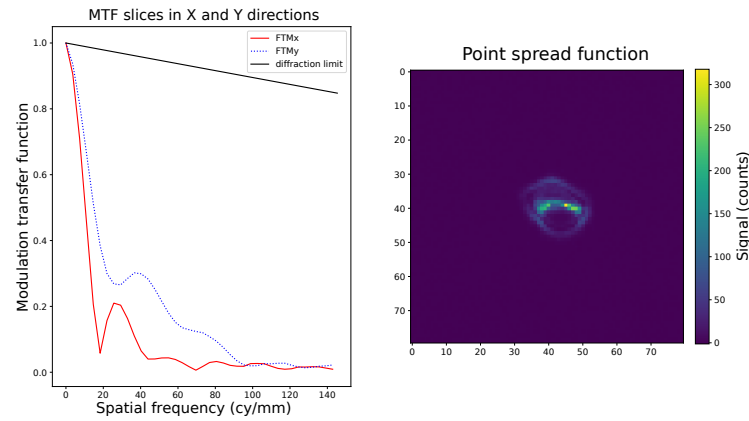 MTF slices in X and Y directions
FTMx
FTMy
diffraction limit
1.0
0.8
0.6
0.4
0.2
0.0
Modulation transfer function
0 20 40 60 80 100 120 140
Spatial frequency (cy/mm)
Point spread function
0
10
20
30
40
50
60
70
0 10 20 30 40 50 60 70
300
250
200
150
100
50
0
Signal (counts)